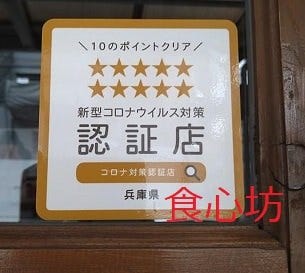 ＼10のポイントクリア／
★★★★★
★★★★★
新型コロナウイルス対策
認証店
コロナ対策認証店
兵庫県
食心坊